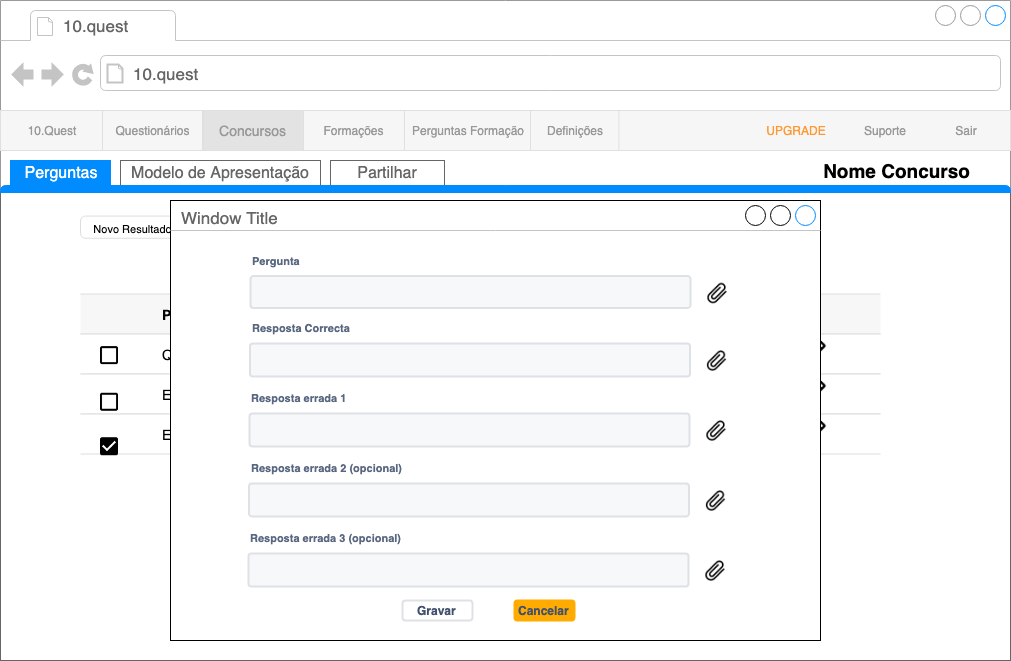 10.quest
10.quest
10.Quest Questionários Concursos Formações Perguntas Formação Definições UPGRADE Suporte Sair
Perguntas Modelo de Apresentação Partilhar Nome Concurso
Window Title
Novo Resultado
Pergunta
P
Resposta Correcta
Q
E
Resposta errada 1
E
Resposta errada 2 (opcional)
Resposta errada 3 (opcional)
Gravar Cancelar